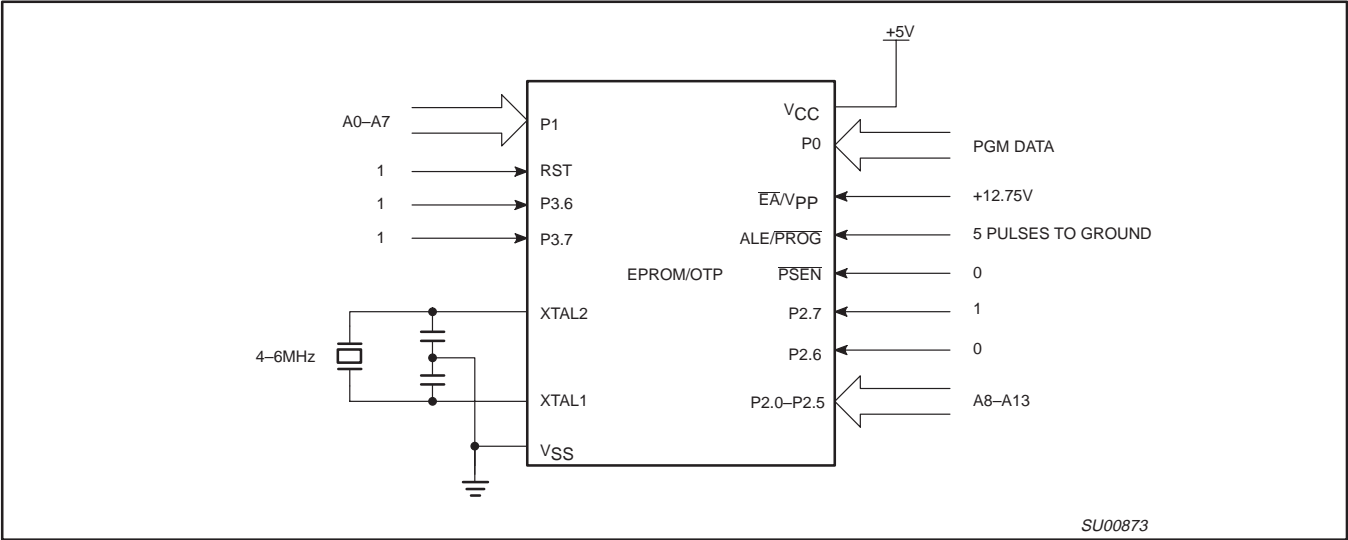 +5V
A0–A7
P1
RST
1
P3.6
1
P3.7
1
XTAL2
4–6MHz
XTAL1
VSS
EPROM/OTP
VCC
P0
PGM DATA
EA/VPP
+12.75V
ALE/PROG
5 PULSES TO GROUND
PSEN
0
P2.7
1
P2.6
0
P2.0–P2.5
A8–A13
SU00873